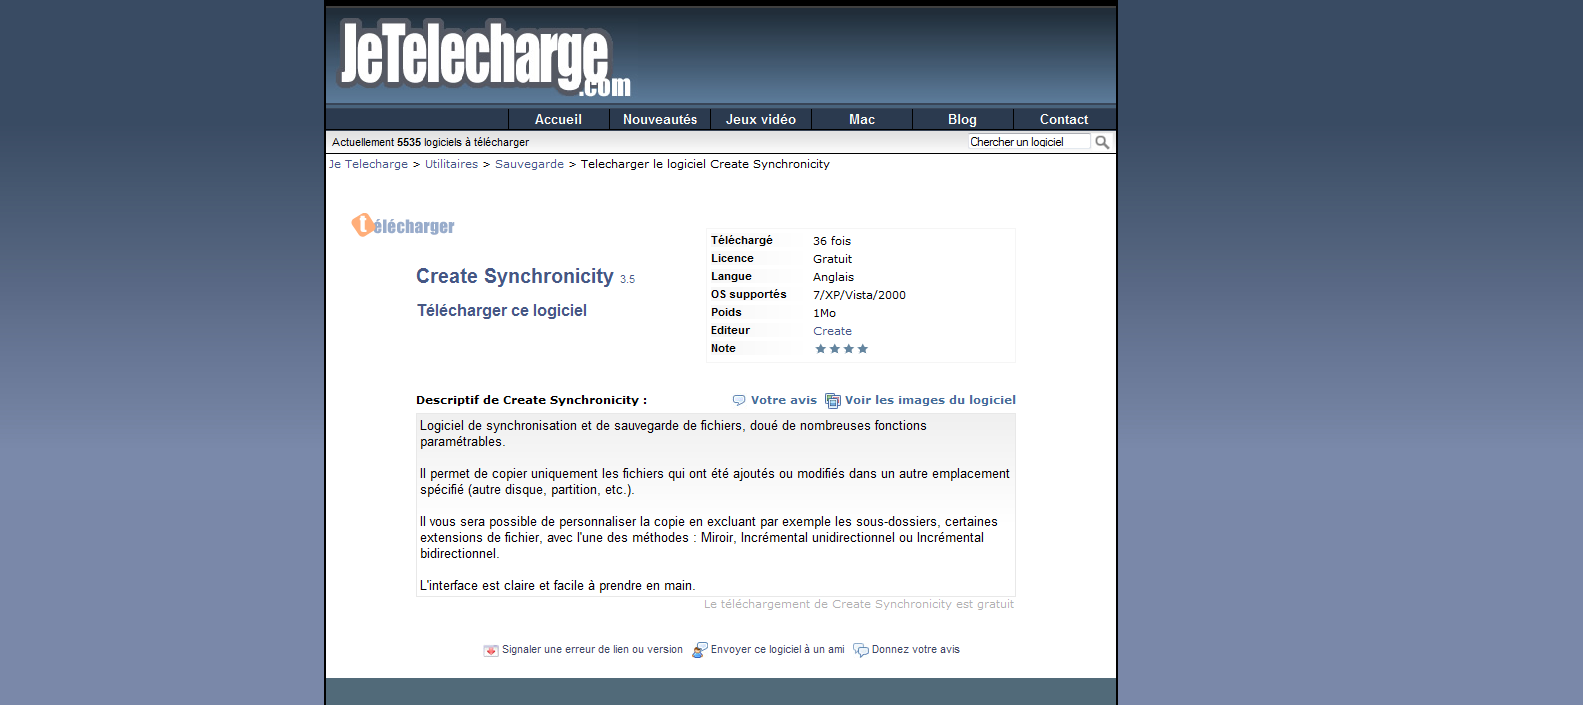 JeTelecharge
.com
Accueil Nouveautés Jeux vidéo Mac Blog Contact
Actuellement 5535 logiciels à télécharger Chercher un logiciel
Je Telecharge > Utilitaires > Sauvegarde > Telecharger le logiciel Create Synchronicity
télécharger
Create Synchronicity 3.5
Télécharger ce logiciel
Téléchargé 36 fois
Licence Gratuit
Langue Anglais
OS supportés 7/XP/Vista/2000
Poids 1Mo
Editeur Create
Note
Descriptif de Create Synchronicity : Votre avis Voir les images du logiciel
Logiciel de synchronisation et de sauvegarde de fichiers, doué de nombreuses fonctions
paramétrables.
Il permet de copier uniquement les fichiers qui ont été ajoutés ou modifiés dans un autre emplacement
spécifié (autre disque, partition, etc.).
Il vous sera possible de personnaliser la copie en excluant par exemple les sous-dossiers, certaines
extensions de fichier, avec l'une des méthodes : Miroir, Incrémental unidirectionnel ou Incrémental
bidirectionnel.
L'interface est claire et facile à prendre en main.
Le téléchargement de Create Synchronicity est gratuit
Signaler une erreur de lien ou version Envoyer ce logiciel à un ami Donnez votre avis